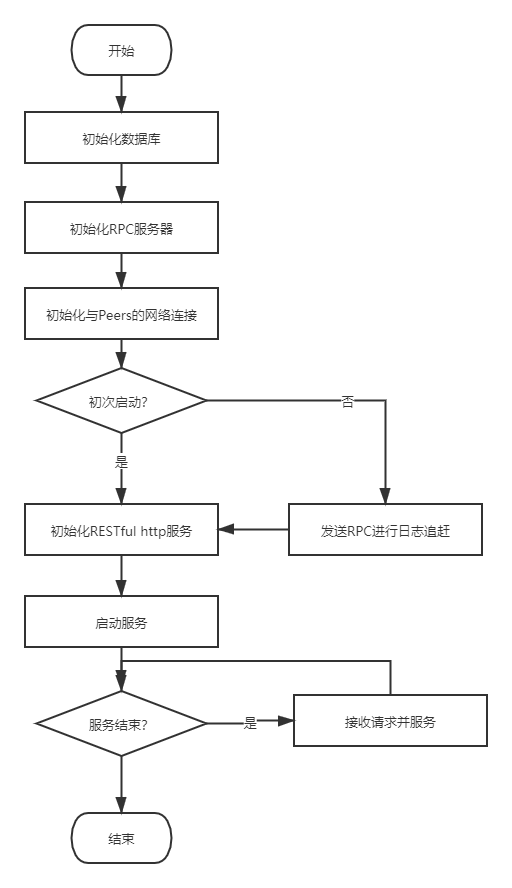 开始
初始化数据库
初始化RPC服务器
初始化与Peers的网络连接
初次启动?
否
是
初始化RESTful http服务
发送RPC进行日志追赶
启动服务
服务结束?
是
接收请求并服务
结束